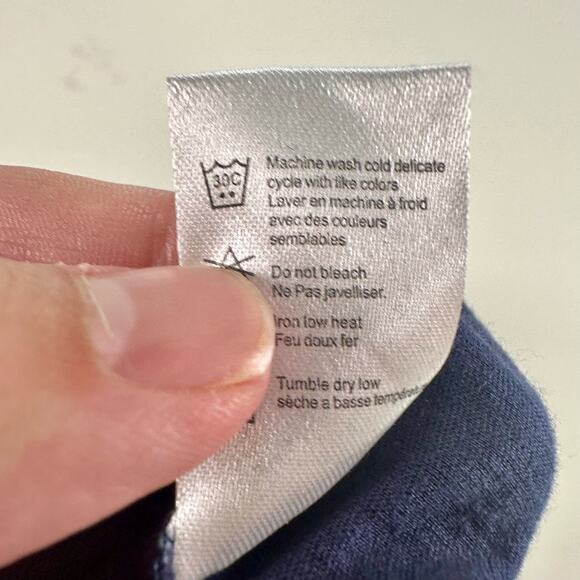 30C
Machine wash cold delicate
cycle with like colors
Laver en machine à froid
avec des couleurs
semblables
Do not bleach
Ne Pas javelliser.
Iron low heat
Feu doux fer
Tumble dry low
sèche a basse température